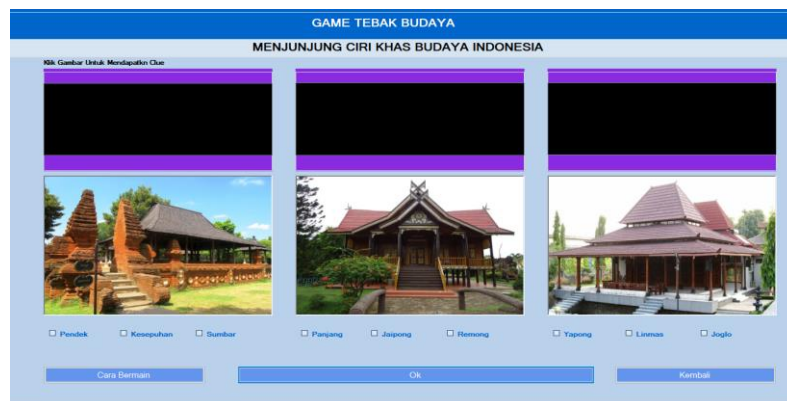 GAME TEBAK BUDAYA
MENJUNJUNG CIRI KHAS BUDAYA INDONESIA
Klik Gambar Untuk Mendapatkn Clue
Pendek Kesepuhan Sumbar Panjang Jaipong Remong Yapong Linmas Joglo
Cara Bermain Ok Kembali